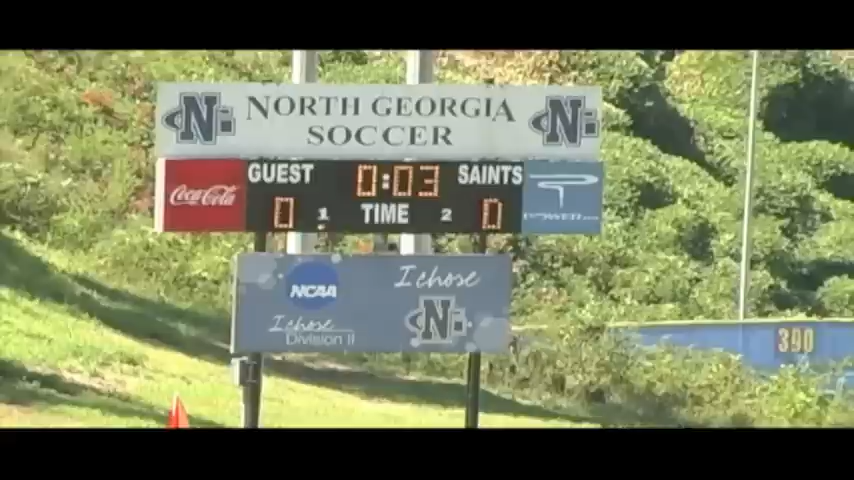 NORTH GEORGIA
SOCCER
Coca-Cola
GUEST 0:03 SAINTS
0 1 TIME 2 0
POWER
NCAA
I chose
Division II
I chose
N
390